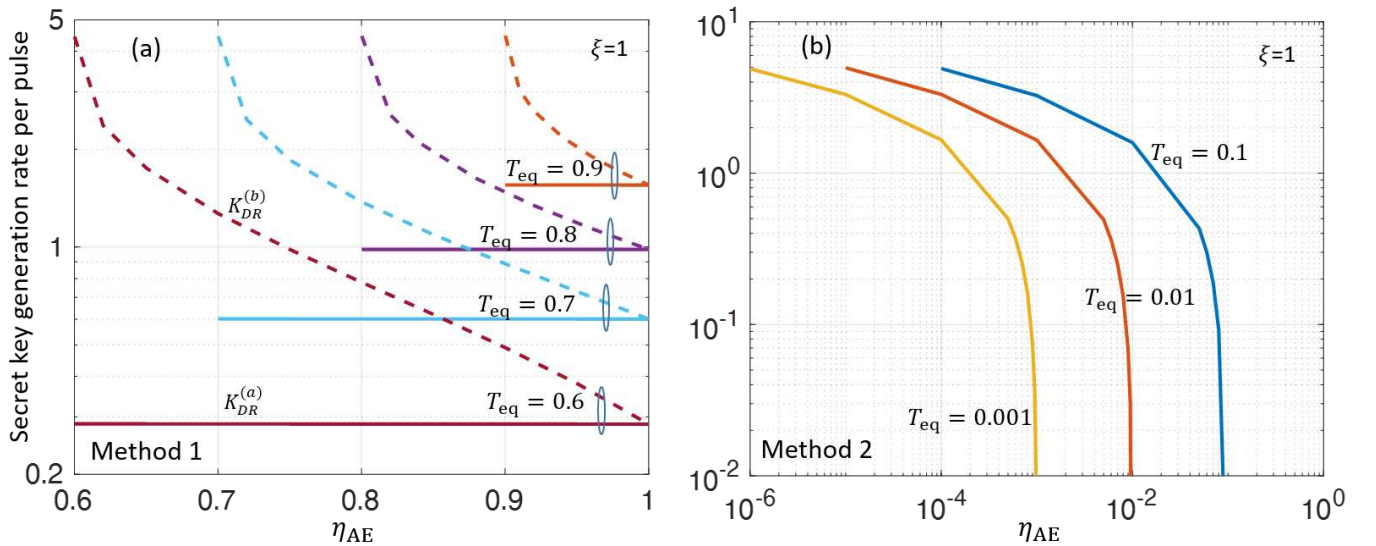 Secret key generation rate per pulse
5
1
0.2
(a)
ξ=1
T_eq = 0.9
K_DR^(b)
T_eq = 0.8
T_eq = 0.7
K_DR^(a)
T_eq = 0.6
Method 1
0.6 0.7 0.8 0.9 1
η_AE
10^1
10^0
10^-1
10^-2
(b)
ξ=1
T_eq = 0.1
T_eq = 0.01
T_eq = 0.001
Method 2
10^-6 10^-4 10^-2 10^0
η_AE